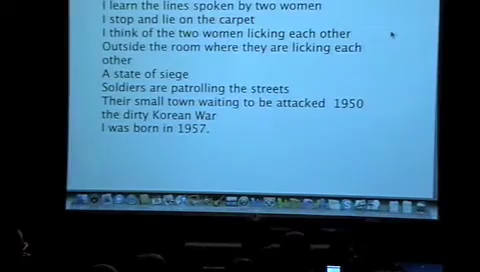 I learn the lines spoken by two women
I stop and lie on the carpet
I think of the two women licking each other
Outside the room where they are licking each
other
A state of siege
Soldiers are patrolling the streets
Their small town waiting to be attacked  1950
the dirty Korean War
I was born in 1957.